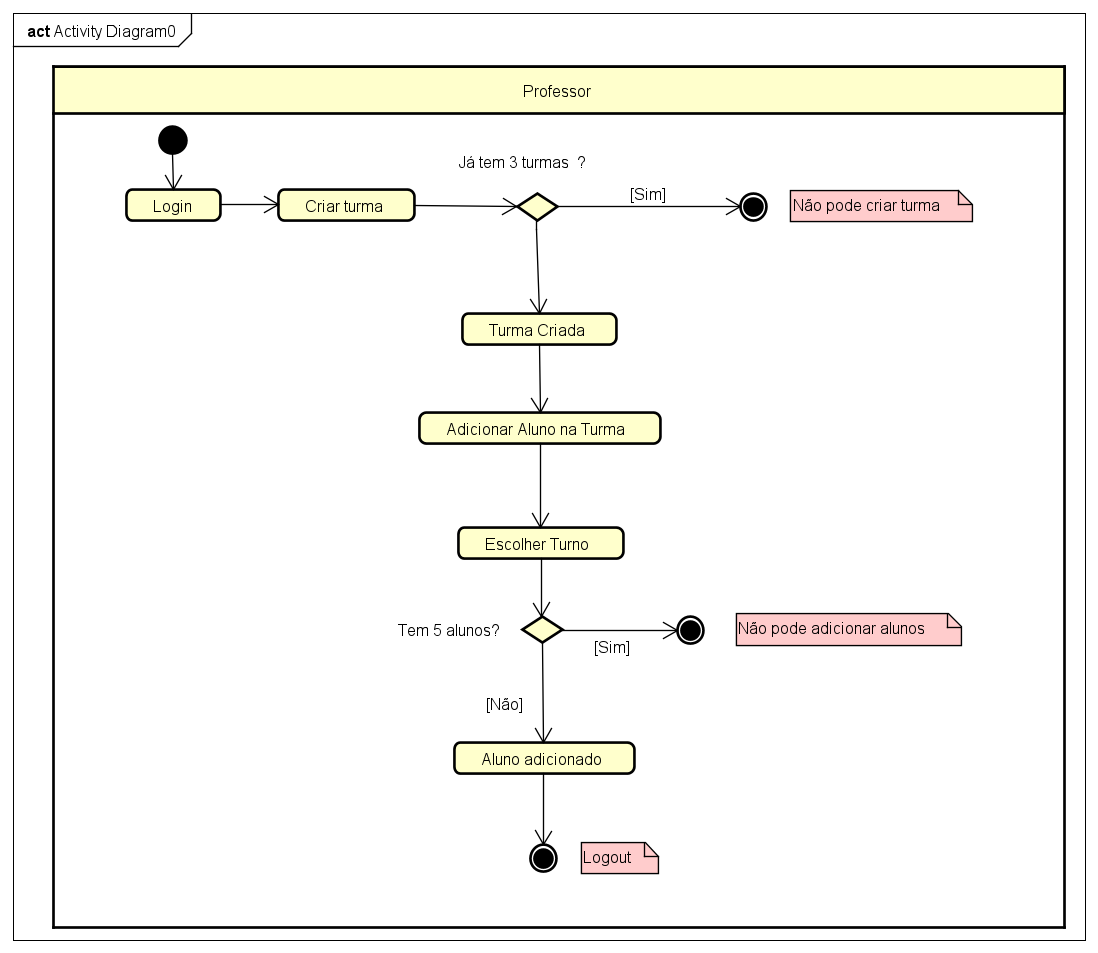 act Activity Diagram0
Professor
Já tem 3 turmas ?
Login
Criar turma
[Sim]
Não pode criar turma
Turma Criada
Adicionar Aluno na Turma
Escolher Turno
Tem 5 alunos?
[Sim]
Não pode adicionar alunos
[Não]
Aluno adicionado
Logout